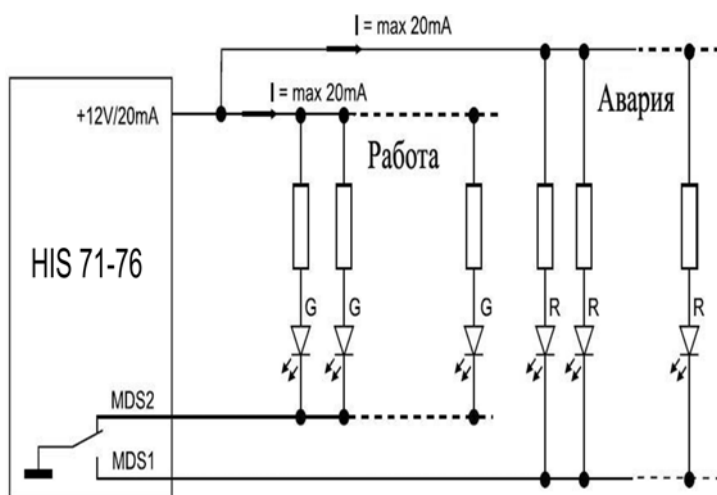 I = max 20mA
I = max 20mA
+12V/20mA
Авария
Работа
HIS 71-76
G G G R R R
MDS2
MDS1